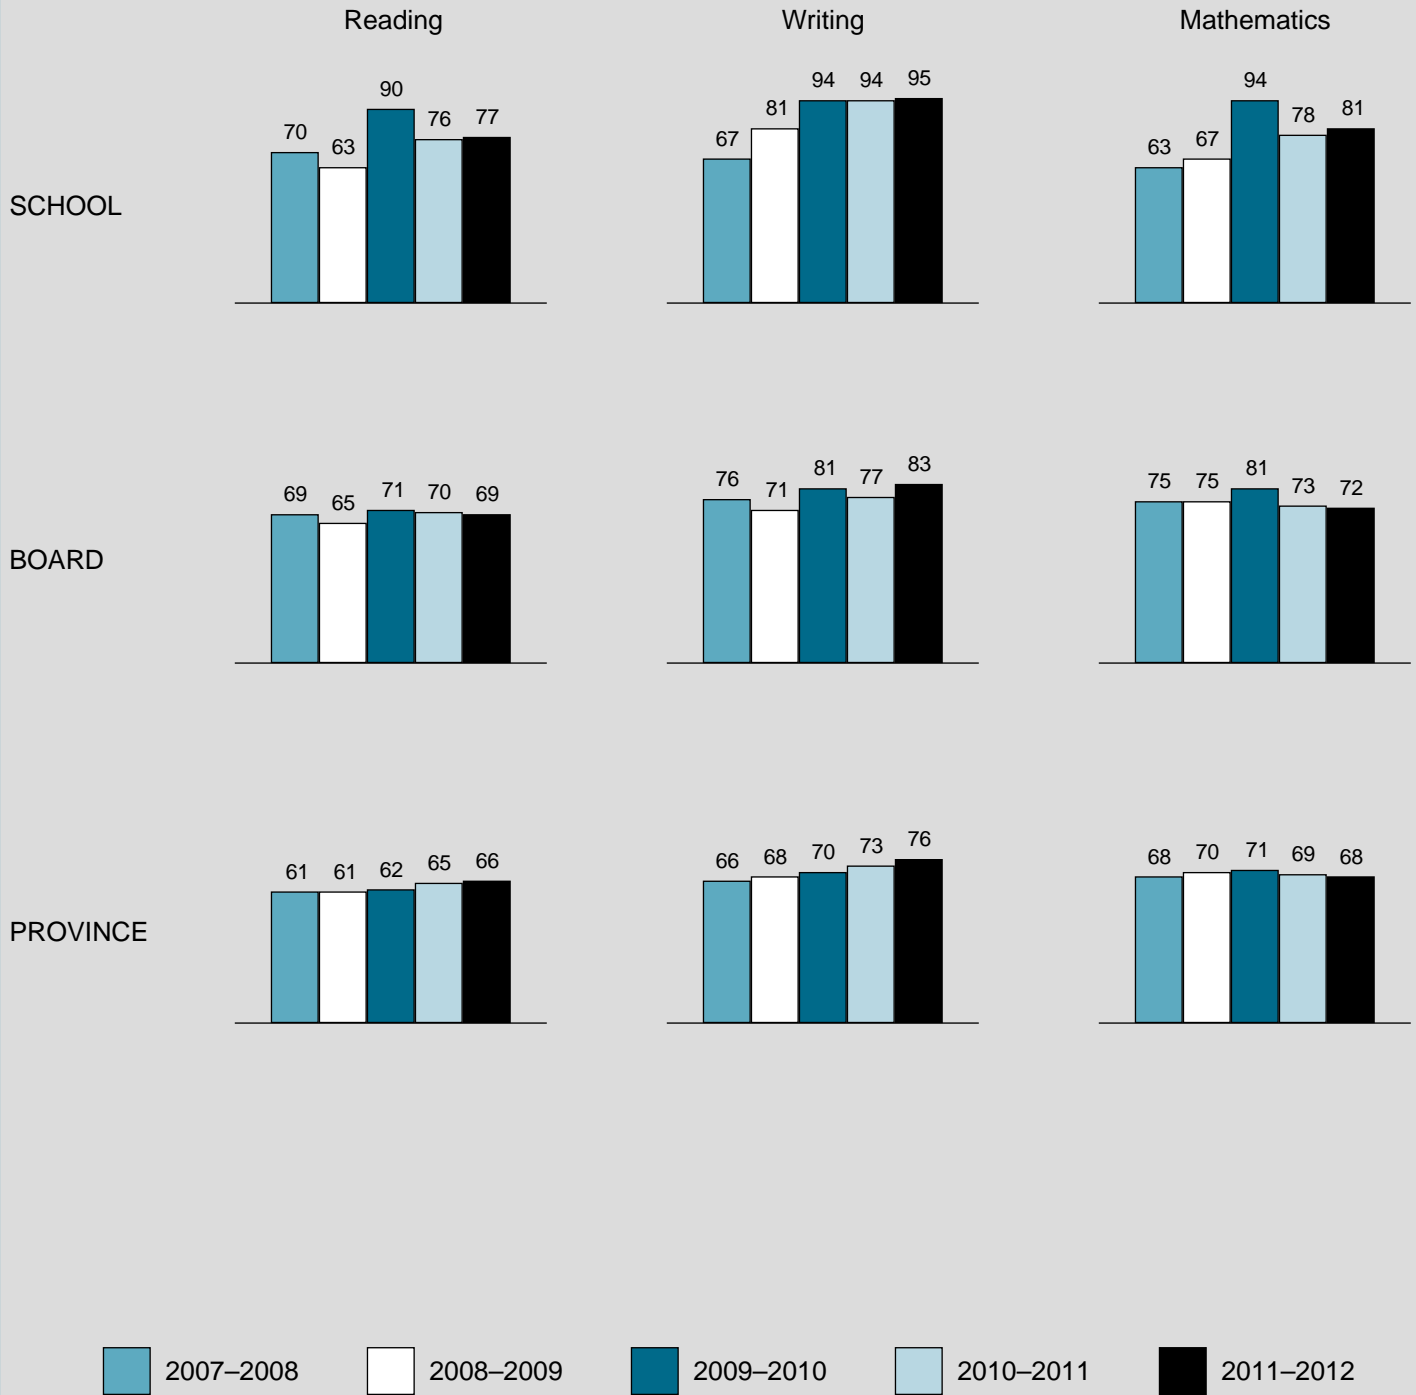 Reading Writing Mathematics
70 63 90 76 77 67 81 94 94 95 63 67 94 78 81
SCHOOL
69 65 71 70 69 76 71 81 77 83 75 75 81 73 72
BOARD
61 61 62 65 66 66 68 70 73 76 68 70 71 69 68
PROVINCE
2007–2008 2008–2009 2009–2010 2010–2011 2011–2012